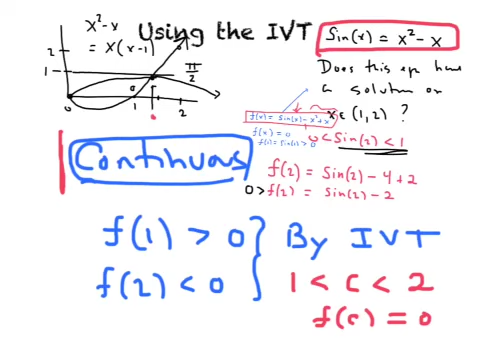 Using the IVT
x² - x
= x(x-1)
2
1
π/2
0
1
2
Sin(x) = x² - x
Does this eqn have
a solution on
x ∈ (1,2) ?
f(x) = sin(x) - x² + x
f(x) = 0
f(1) = sin(1) > 0
0 < Sin(2) < 1
Continuous
f(2) = Sin(2) - 4 + 2
0 > f(2) = Sin(2) - 2
f(1) > 0
f(2) < 0
By IVT
1 < c < 2
f(c) = 0